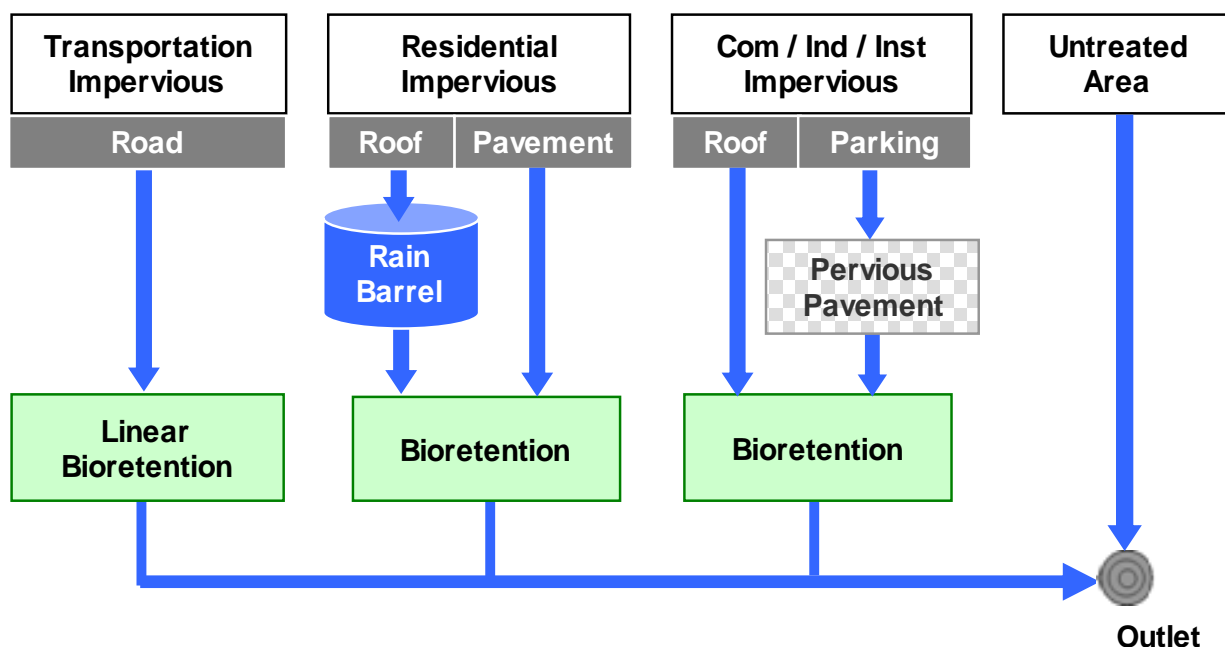 Transportation
Impervious
Residential
Impervious
Com / Ind / Inst
Impervious
Untreated
Area
Road
Roof
Pavement
Roof
Parking
Rain
Barrel
Pervious
Pavement
Linear
Bioretention
Bioretention
Bioretention
Outlet